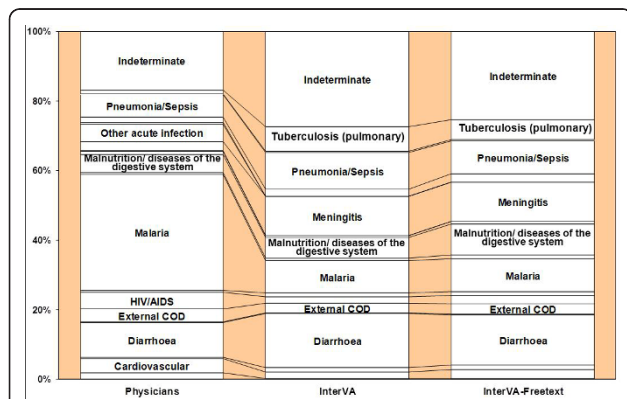 100%
80%
60%
40%
20%
0%
Indeterminate
Pneumonia/Sepsis
Other acute infection
Malnutrition/ diseases of the
digestive system
Malaria
HIV/AIDS
External COD
Diarrhoea
Cardiovascular
Physicians
Indeterminate
Tuberculosis (pulmonary)
Pneumonia/Sepsis
Meningitis
Malnutrition/ diseases of the
digestive system
Malaria
External COD
Diarrhoea
InterVA
Indeterminate
Tuberculosis (pulmonary)
Pneumonia/Sepsis
Meningitis
Malnutrition/ diseases of the
digestive system
Malaria
External COD
Diarrhoea
InterVA-Freetext